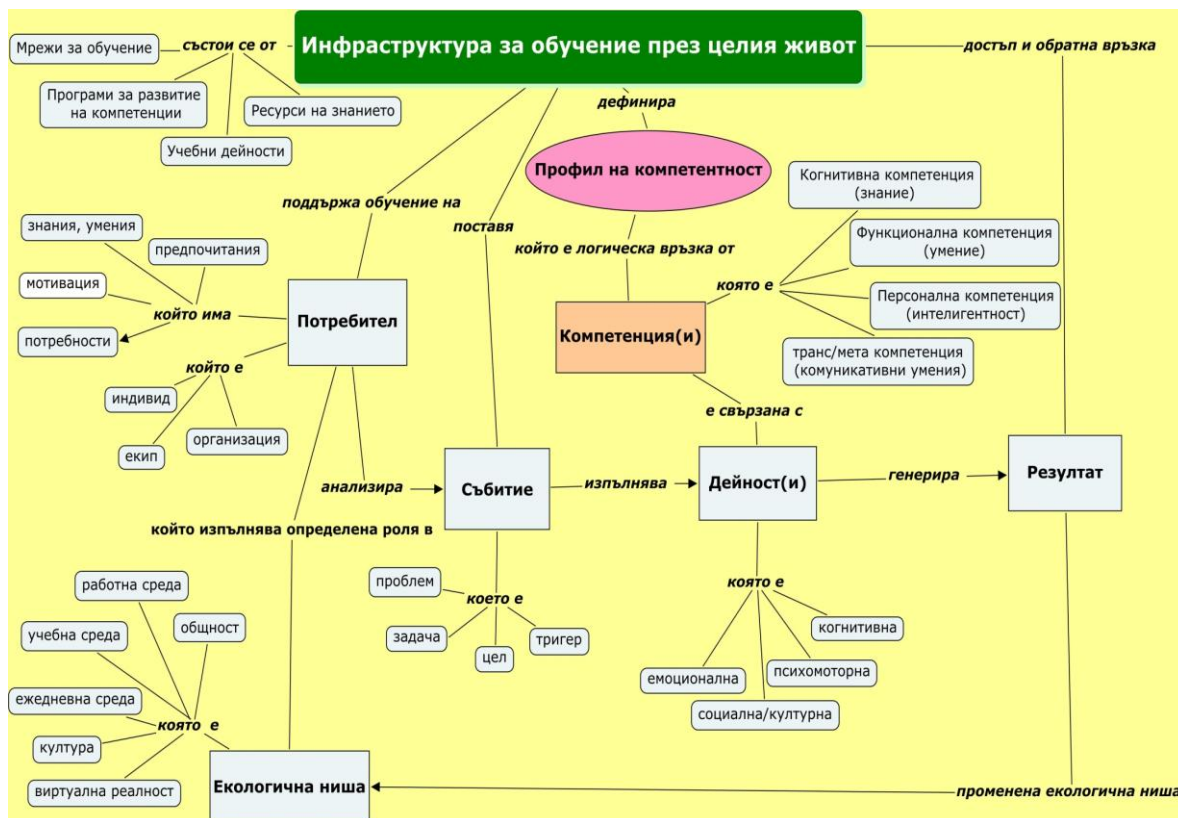 Инфраструктура за обучение през целия живот
състои се от
Мрежи за обучение
Програми за развитие
на компетенции
Ресурси на знанието
Учебни дейности
достъп и обратна връзка
дефинира
Профил на компетентност
който е логическа връзка от
Компетенция(и)
която е
Когнитивна компетенция
(знание)
Функционална компетенция
(умение)
Персонална компетенция
(интелигентност)
транс/мета компетенция
(комуникативни умения)
поддържа обучение на
поставя
знания, умения
предпочитания
мотивация
който има
потребности
Потребител
който е
индивид
екип
организация
е свързана с
анализира
Събитие
изпълнява
Дейност(и)
генерира
Резултат
който изпълнява определена роля в
проблем
което е
задача
цел
тригер
която е
когнитивна
психомоторна
емоционална
социална/културна
работна среда
общност
учебна среда
ежедневна среда
която е
култура
виртуална реалност
Екологична ниша
променена екологична ниша